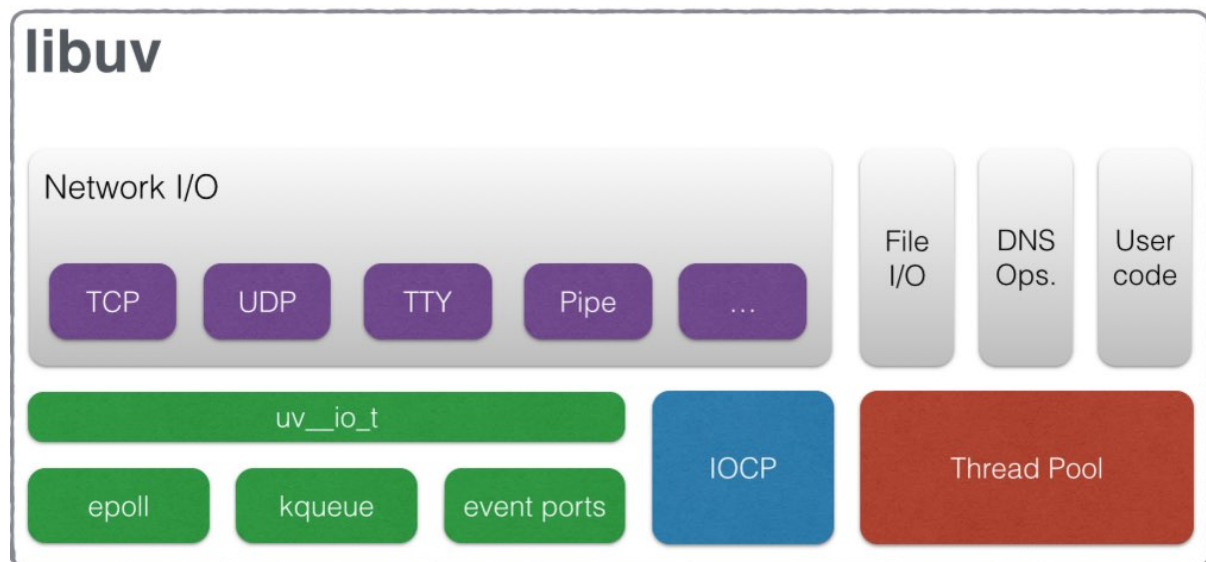 libuv
Network I/O
TCP
UDP
TTY
Pipe
...
File
I/O
DNS
Ops.
User
code
uv__io_t
epoll
kqueue
event ports
IOCP
Thread Pool